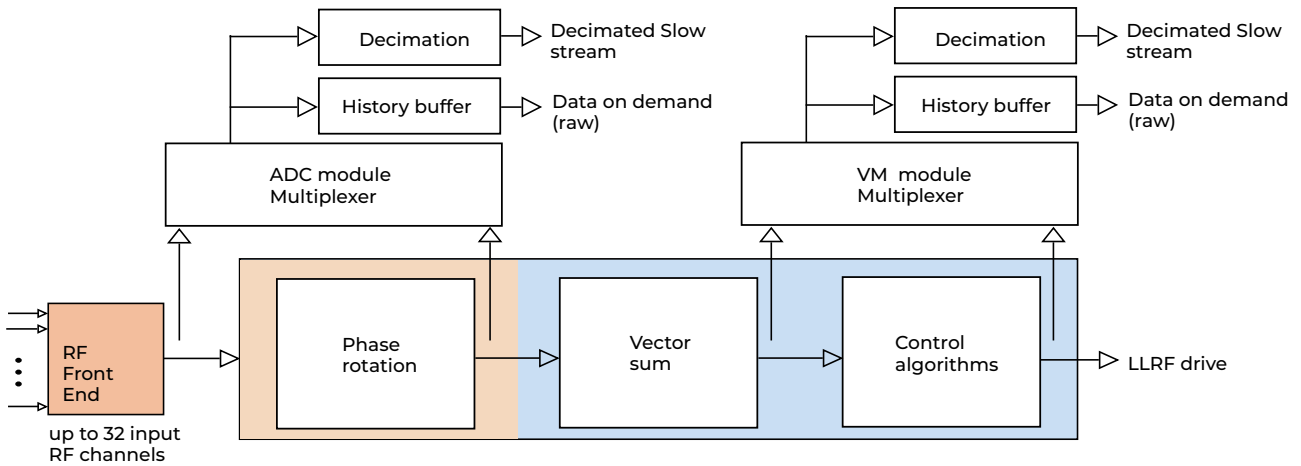 Decimation
Decimated Slow
stream
History buffer
Data on demand
(raw)
ADC module
Multiplexer
Decimation
Decimated Slow
stream
History buffer
Data on demand
(raw)
VM module
Multiplexer
RF
Front
End
up to 32 input
RF channels
Phase
rotation
Vector
sum
Control
algorithms
LLRF drive